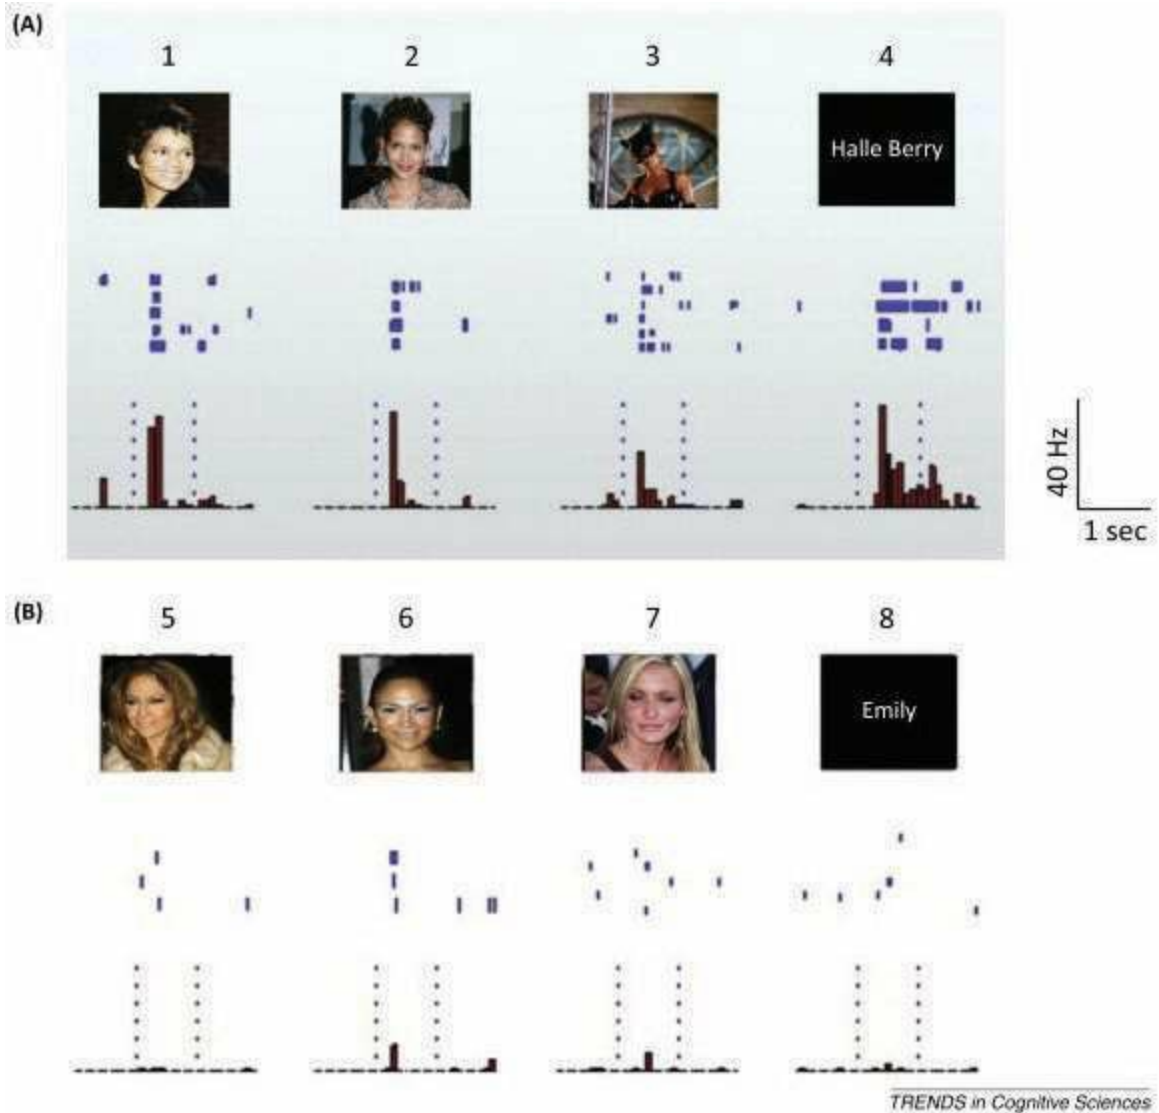 (A)
1 2 3 4
Halle Berry
40 Hz
1 sec
(B)
5 6 7 8
Emily
TRENDS in Cognitive Sciences